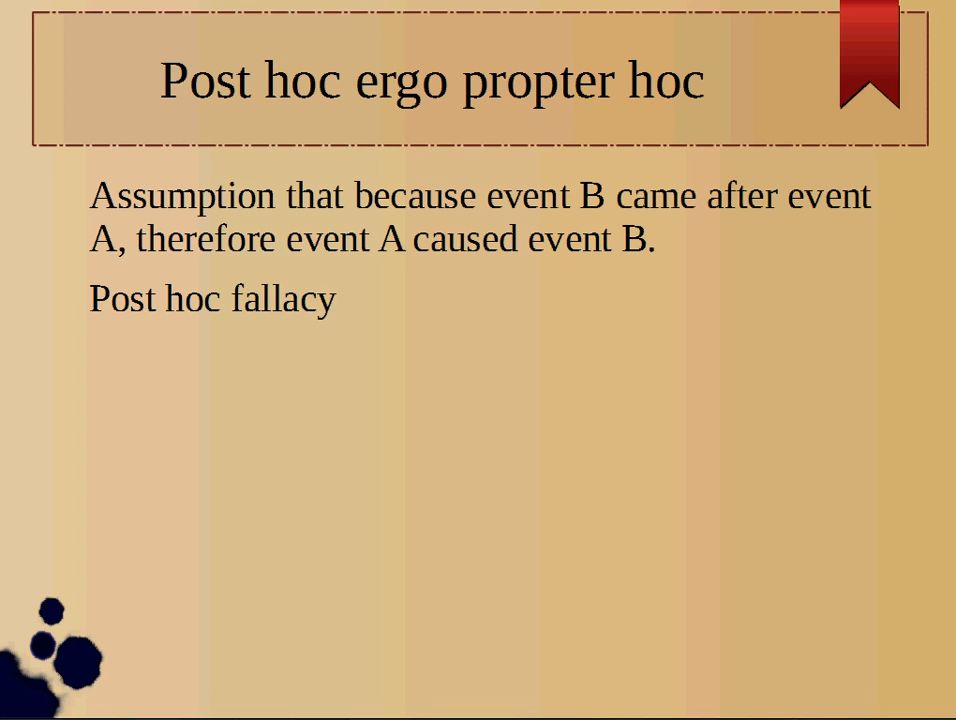 Post hoc ergo propter hoc
Assumption that because event B came after event
A, therefore event A caused event B.
Post hoc fallacy